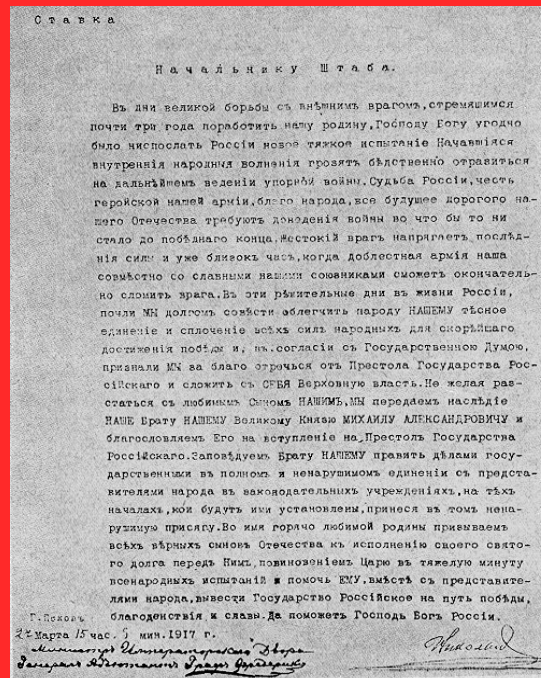 Ставка
Начальнику Штаба.
Въ дни великой борьбы съ внѣшнимъ врагомъ,стремящимся
почти три года поработить нашу родину,Господу Богу угодно
было ниспослать Россіи новое тяжкое испытаніе Начавшіяся
внутреннія народныя волненія грозятъ бѣдственно отразиться
на дальнѣйшемъ веденіи упорной войны.Судьба Россіи,честь
геройской нашей арміи,благо народа,все будущее дорогого на-
шего Отечества требуютъ доведенія войны во что бы то ни
стало до побѣднаго конца.Жестокій врагъ напрягаетъ послѣд-
нія силы и уже близокъ часъ,когда доблестная армія наша
совмѣстно со славными нашими союзниками сможетъ окончатель-
но сломить врага.Въ эти рѣшительные дни въ жизни Россіи,
почли МЫ долгомъ совѣсти облегчить народу НАШЕМУ тѣсное
единеніе и сплоченіе всѣхъ силъ народныхъ для скорѣйшаго
достиженія побѣды и, въ согласіи съ Государственною Думою,
признали МЫ за благо отречься отъ Престола Государства Рос-
сійскаго и сложить съ СЕБЯ Верховную власть.Не желая раз-
статься съ любимымъ Сыномъ НАШИМЪ,МЫ передаемъ наслѣдіе
НАШЕ Брату НАШЕМУ Великому Князю МИХАИЛУ АЛЕКСАНДРОВИЧУ и
благословляемъ Его на вступленіе на Престолъ Государства
Россійскаго.Заповѣдуемъ Брату НАШЕМУ править дѣлами госу-
дарственными въ полномъ и ненарушимомъ единеніи съ предста-
вителями народа въ законодательныхъ учрежденіяхъ,на тѣхъ
началахъ,кои будутъ ими установлены,принеся въ томъ нена-
рушимую присягу.Во имя горячо любимой родины призываемъ
всѣхъ вѣрныхъ сыновъ Отечества къ исполненію своего свято-
го долга передъ Нимъ,повиновеніемъ Царю въ тяжелую минуту
всенародныхъ испытаній и помочь ЕМУ,вмѣстѣ съ представите-
лями народа,вывести Государство Россійское на путь побѣды,
благоденствія и славы.Да поможетъ Господь Богъ Россіи.
Г.Псковъ
2го Марта 15 час. 5 мин.1917 г.
Николай
Министръ Императорскаго Двора
Генералъ Адъютантъ Графъ Фредериксъ